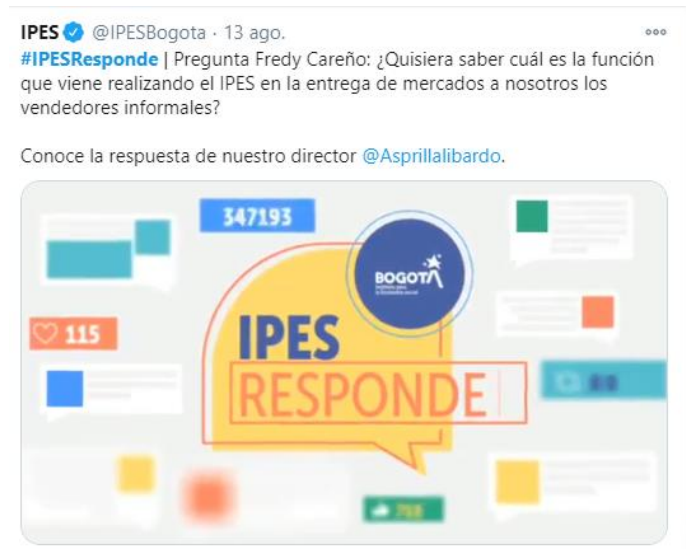 IPES @IPESBogota · 13 ago.
#IPESResponde | Pregunta Fredy Careño: ¿Quisiera saber cuál es la función
que viene realizando el IPES en la entrega de mercados a nosotros los
vendedores informales?
Conoce la respuesta de nuestro director @Asprillalibardo.
347193
BOGOTÁ
115
IPES
RESPONDE